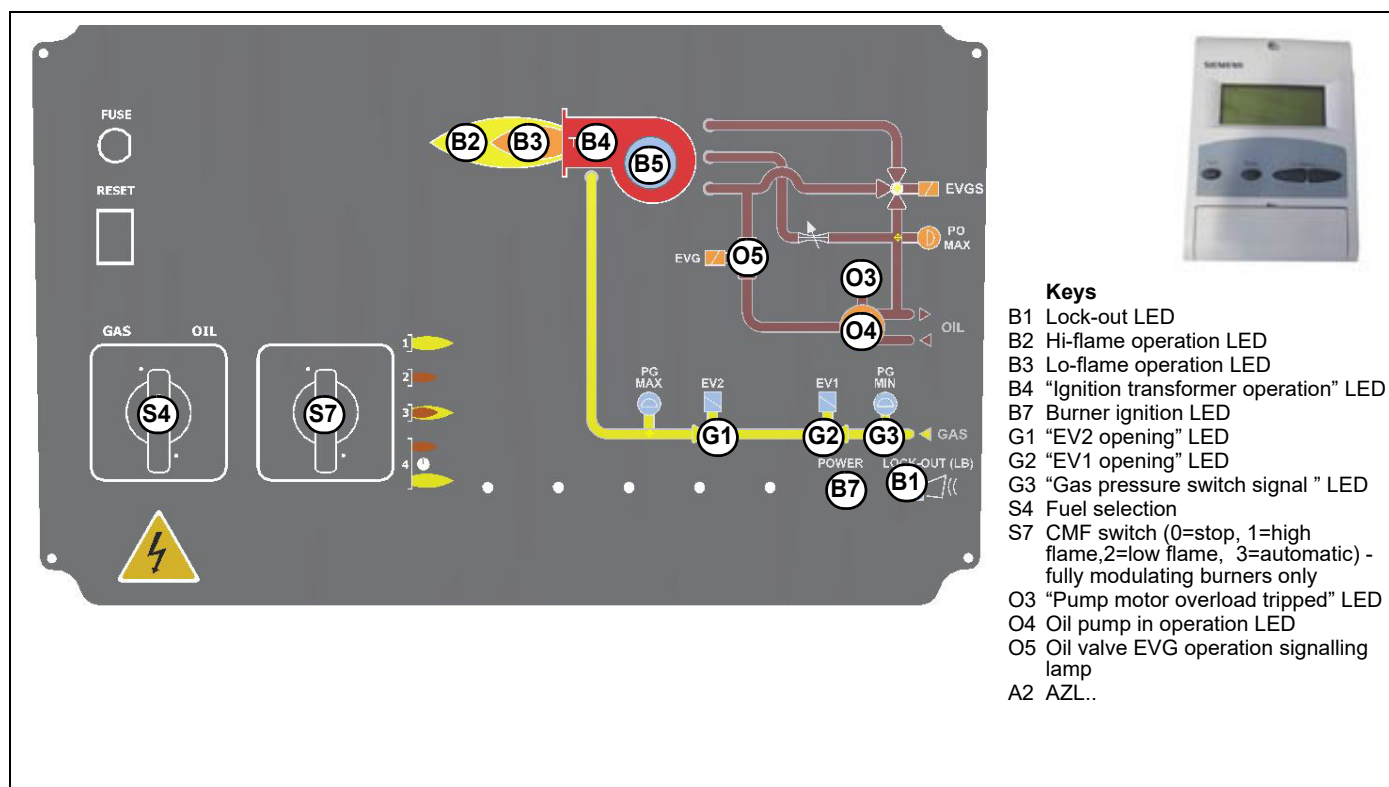 FUSE
RESET
GAS OIL
S4
S7
1
2
3
4
B2
B3
B4
B5
EVGS
PO
MAX
EVG
O5
O3
O4
OIL
PG
MAX
EV2
EV1
PG
MIN
G1
G2
G3
GAS
POWER
LOCK-OUT (LB)
B7
B1
SIEMENS
Keys
B1 Lock-out LED
B2 Hi-flame operation LED
B3 Lo-flame operation LED
B4 “Ignition transformer operation” LED
B7 Burner ignition LED
G1 “EV2 opening” LED
G2 “EV1 opening” LED
G3 “Gas pressure switch signal ” LED
S4 Fuel selection
S7 CMF switch (0=stop, 1=high
flame,2=low flame, 3=automatic) -
fully modulating burners only
O3 “Pump motor overload tripped” LED
O4 Oil pump in operation LED
O5 Oil valve EVG operation signalling
lamp
A2 AZL..